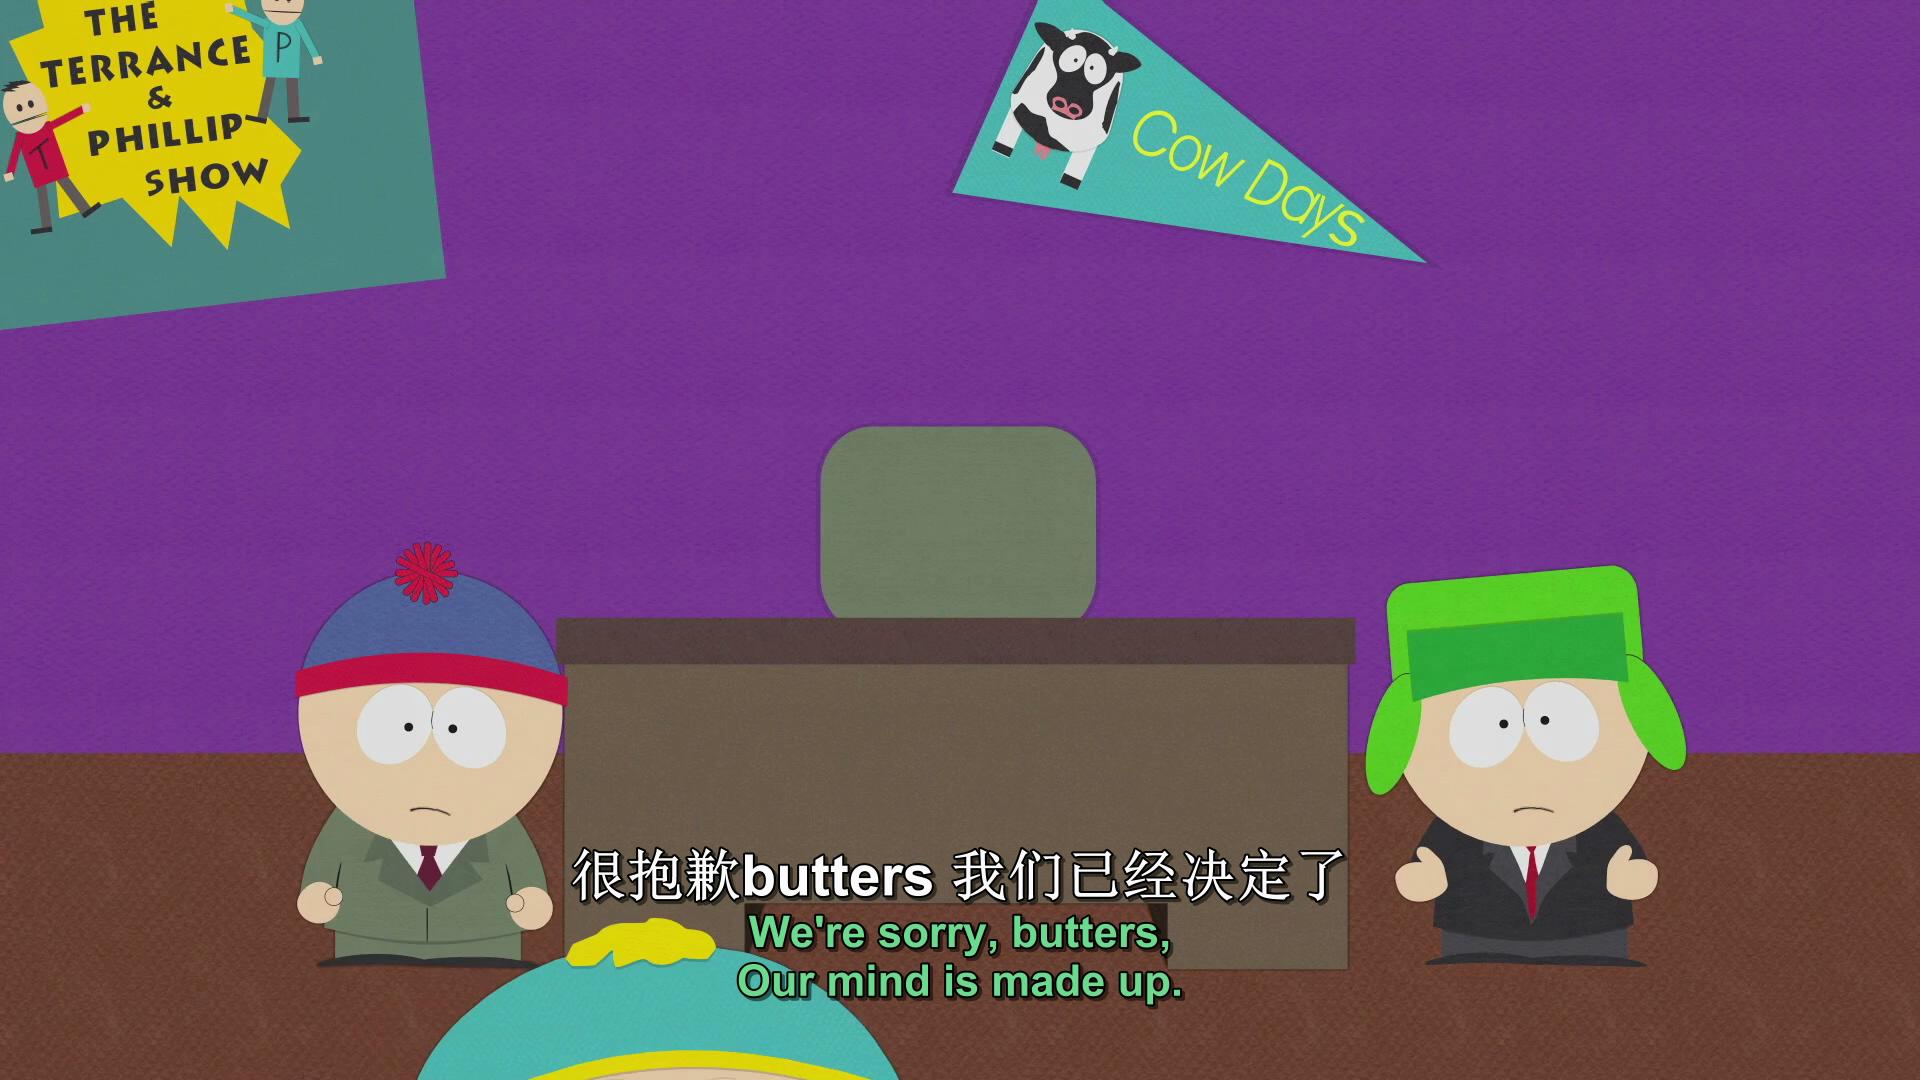 THE
TERRANCE
&
PHILLIP
SHOW
P
T
Cow Days
很抱歉butters 我们已经决定了
We're sorry, butters,
Our mind is made up.